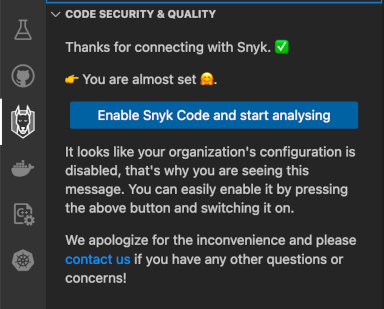 CODE SECURITY & QUALITY
Thanks for connecting with Snyk. ✅
👉 You are almost set 🤗.
Enable Snyk Code and start analysing
It looks like your organization's configuration is
disabled, that's why you are seeing this
message. You can easily enable it by pressing
the above button and switching it on.
We apologize for the inconvenience and please
contact us if you have any other questions or
concerns!